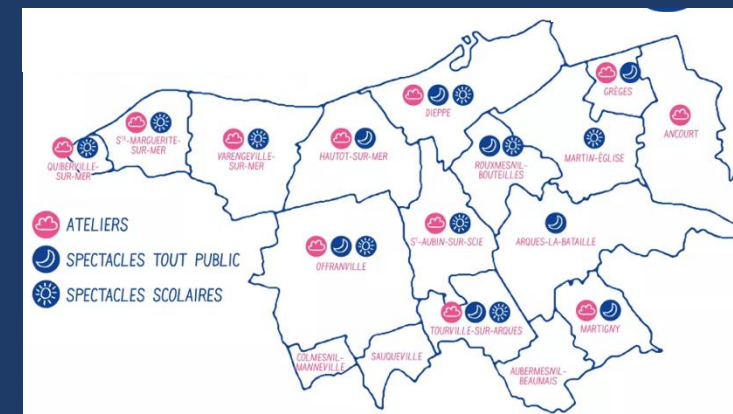 GRÈGES
DIEPPE
ANCOURT
S^TE-MARGUERITE-
SUR-MER
QUIBERVILLE-
SUR-MER
VARENGEVILLE-
SUR-MER
HAUTOT-SUR-MER
ROUXMESNIL-
BOUTEILLES
MARTIN-ÉGLISE
ATELIERS
SPECTACLES TOUT PUBLIC
SPECTACLES SCOLAIRES
OFFRANVILLE
S^T-AUBIN-SUR-SCIE
ARQUES-LA-BATAILLE
TOURVILLE-SUR-ARQUES
MARTIGNY
COLMESNIL-
MANNEVILLE
SAUQUEVILLE
AUBERMESNIL-
BEAUMAIS